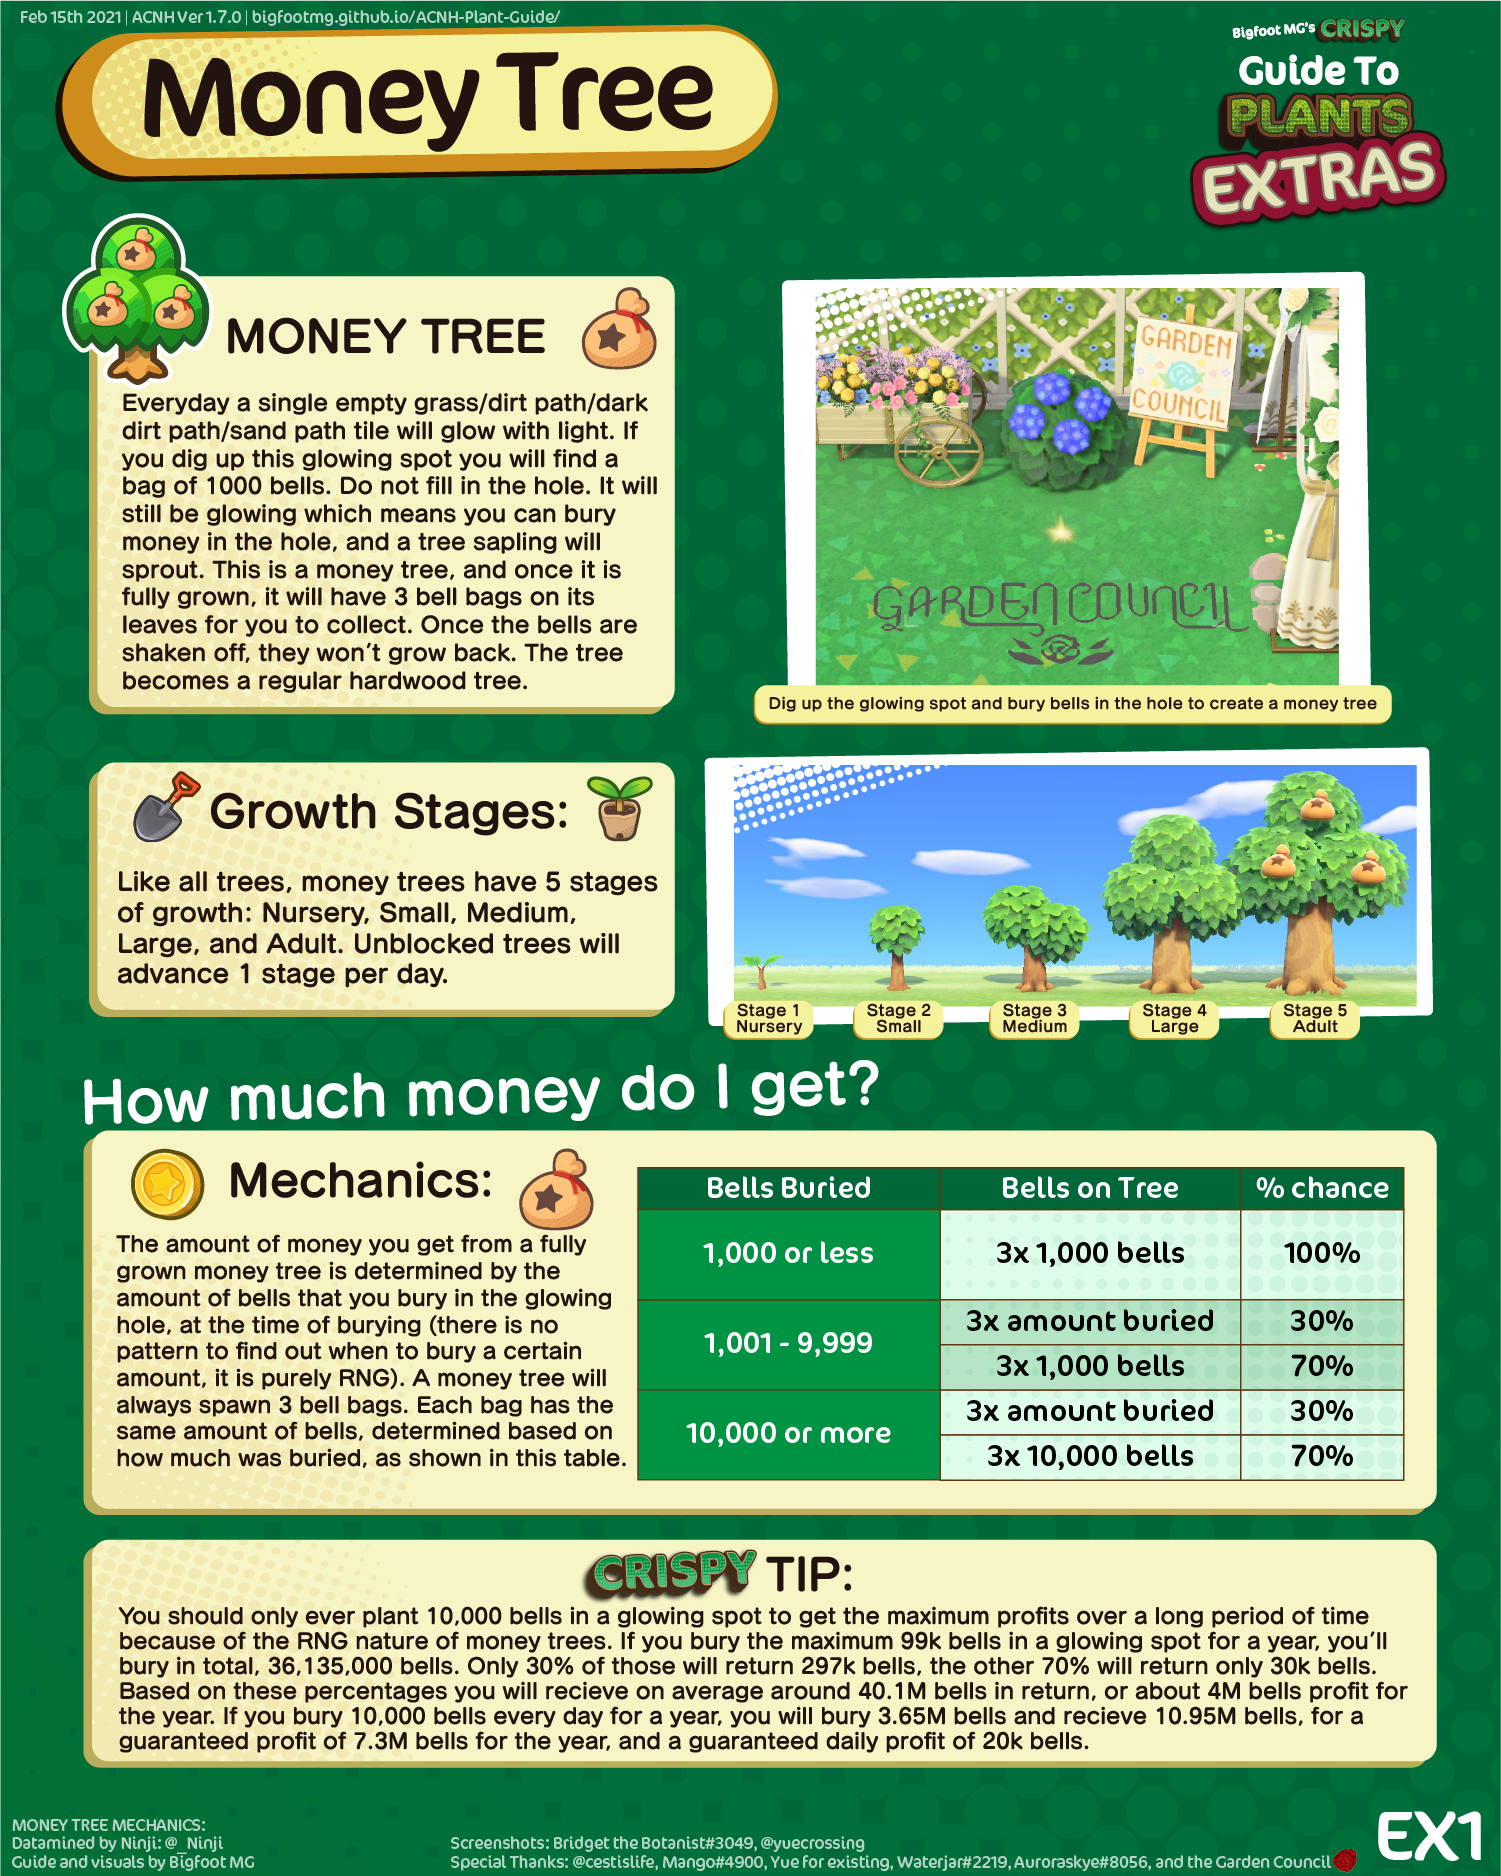 Feb 15th 2021 | ACNH Ver 1.7.0 | bigfootmg.github.io/ACNH-Plant-Guide/
Bigfoot MG's CRISPY
Guide To
PLANTS
EXTRAS
Money Tree
MONEY TREE
Everyday a single empty grass/dirt path/dark
dirt path/sand path tile will glow with light. If
you dig up this glowing spot you will find a
bag of 1000 bells. Do not fill in the hole. It will
still be glowing which means you can bury
money in the hole, and a tree sapling will
sprout. This is a money tree, and once it is
fully grown, it will have 3 bell bags on its
leaves for you to collect. Once the bells are
shaken off, they won't grow back. The tree
becomes a regular hardwood tree.
GARDEN
COUNCIL
GARDEN COUNCIL
Dig up the glowing spot and bury bells in the hole to create a money tree
Growth Stages:
Like all trees, money trees have 5 stages
of growth: Nursery, Small, Medium,
Large, and Adult. Unblocked trees will
advance 1 stage per day.
Stage 1
Nursery
Stage 2
Small
Stage 3
Medium
Stage 4
Large
Stage 5
Adult
How much money do I get?
Mechanics:
The amount of money you get from a fully
grown money tree is determined by the
amount of bells that you bury in the glowing
hole, at the time of burying (there is no
pattern to find out when to bury a certain
amount, it is purely RNG). A money tree will
always spawn 3 bell bags. Each bag has the
same amount of bells, determined based on
how much was buried, as shown in this table.
Bells Buried Bells on Tree % chance
1,000 or less 3x 1,000 bells 100%
1,001 - 9,999 3x amount buried 30%
3x 1,000 bells 70%
10,000 or more 3x amount buried 30%
3x 10,000 bells 70%
CRISPY TIP:
You should only ever plant 10,000 bells in a glowing spot to get the maximum profits over a long period of time
because of the RNG nature of money trees. If you bury the maximum 99k bells in a glowing spot for a year, you'll
bury in total, 36,135,000 bells. Only 30% of those will return 297k bells, the other 70% will return only 30k bells.
Based on these percentages you will recieve on average around 40.1M bells in return, or about 4M bells profit for
the year. If you bury 10,000 bells every day for a year, you will bury 3.65M bells and recieve 10.95M bells, for a
guaranteed profit of 7.3M bells for the year, and a guaranteed daily profit of 20k bells.
MONEY TREE MECHANICS:
Datamined by Ninji: @_Ninji
Guide and visuals by Bigfoot MG
Screenshots: Bridget the Botanist#3049, @yuecrossing
Special Thanks: @cestislife, Mango#4900, Yue for existing, Waterjar#2219, Auroraskye#8056, and the Garden Council
EX1